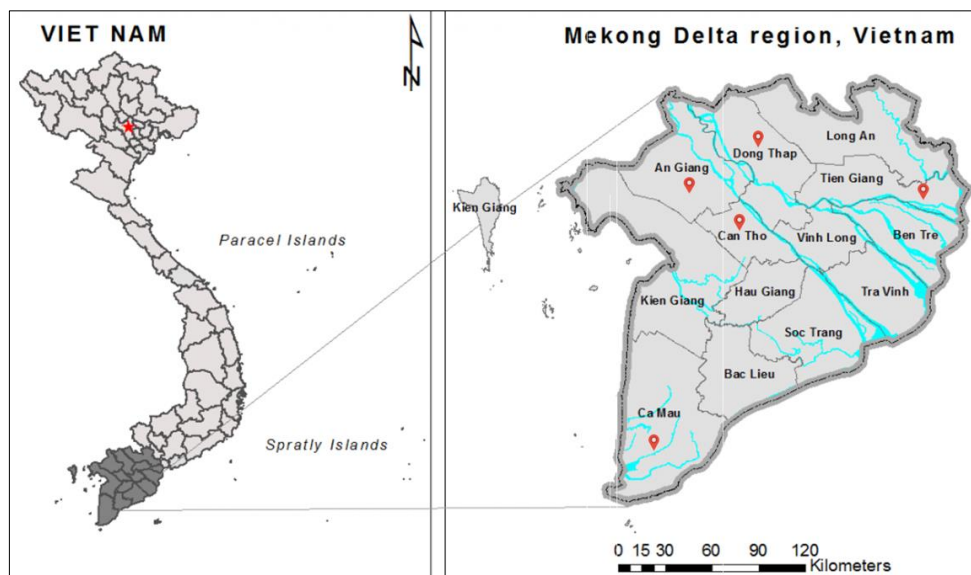 VIET NAM
N
Paracel Islands
Spratly Islands
Mekong Delta region, Vietnam
Long An
Dong Thap
An Giang
Tien Giang
Kien Giang
Can Tho
Vinh Long
Ben Tre
Kien Giang
Hau Giang
Tra Vinh
Soc Trang
Bac Lieu
Ca Mau
0 15 30 60 90 120
Kilometers